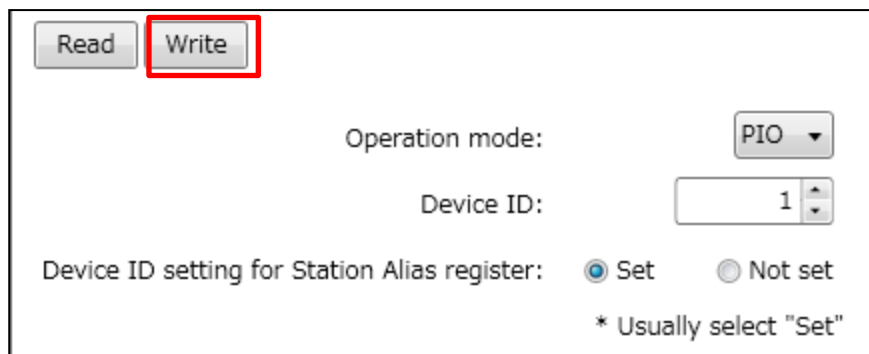 Read Write
Operation mode: PIO
Device ID: 1
Device ID setting for Station Alias register: Set Not set
* Usually select "Set"